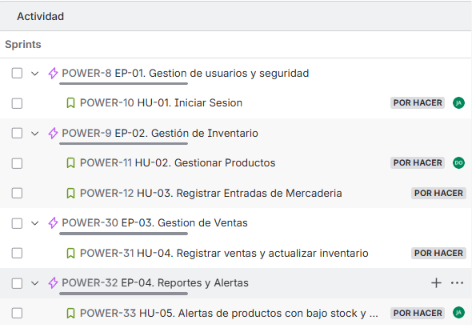 Actividad
Sprints
POWER-8 EP-01. Gestion de usuarios y seguridad
POWER-10 HU-01. Iniciar Sesion POR HACER JA
POWER-9 EP-02. Gestión de Inventario
POWER-11 HU-02. Gestionar Productos POR HACER DO
POWER-12 HU-03. Registrar Entradas de Mercaderia POR HACER
POWER-30 EP-03. Gestion de Ventas
POWER-31 HU-04. Registrar ventas y actualizar inventario POR HACER
POWER-32 EP-04. Reportes y Alertas
POWER-33 HU-05. Alertas de productos con bajo stock y ... POR HACER JA